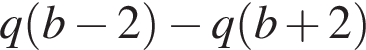 q(b − 2) − q(b + 2)